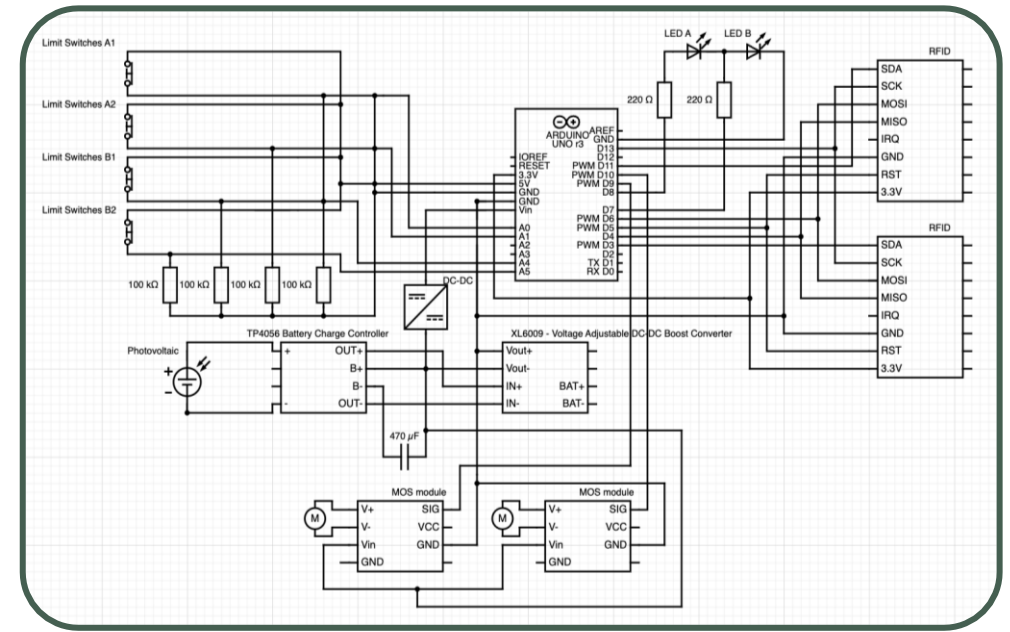 Limit Switches A1
Limit Switches A2
Limit Switches B1
Limit Switches B2
100 kΩ
100 kΩ
100 kΩ
100 kΩ
LED A
LED B
220 Ω
220 Ω
ARDUINO
UNO r3
IOREF
RESET
3.3V
5V
GND
GND
Vin
A0
A1
A2
A3
A4
A5
AREF
GND
D13
D12
PWM D11
PWM D10
PWM D9
D8
D7
PWM D6
PWM D5
D4
PWM D3
D2
TX D1
RX D0
RFID
SDA
SCK
MOSI
MISO
IRQ
GND
RST
3.3V
RFID
SDA
SCK
MOSI
MISO
IRQ
GND
RST
3.3V
DC-DC
Photovoltaic
+
−
TP4056 Battery Charge Controller
+
-
OUT+
B+
B-
OUT-
XL6009 - Voltage Adjustable DC-DC Boost Converter
Vout+
Vout-
IN+
IN-
BAT+
BAT-
470 µF
MOS module
M
V+
V-
Vin
GND
SIG
VCC
GND
MOS module
M
V+
V-
Vin
GND
SIG
VCC
GND